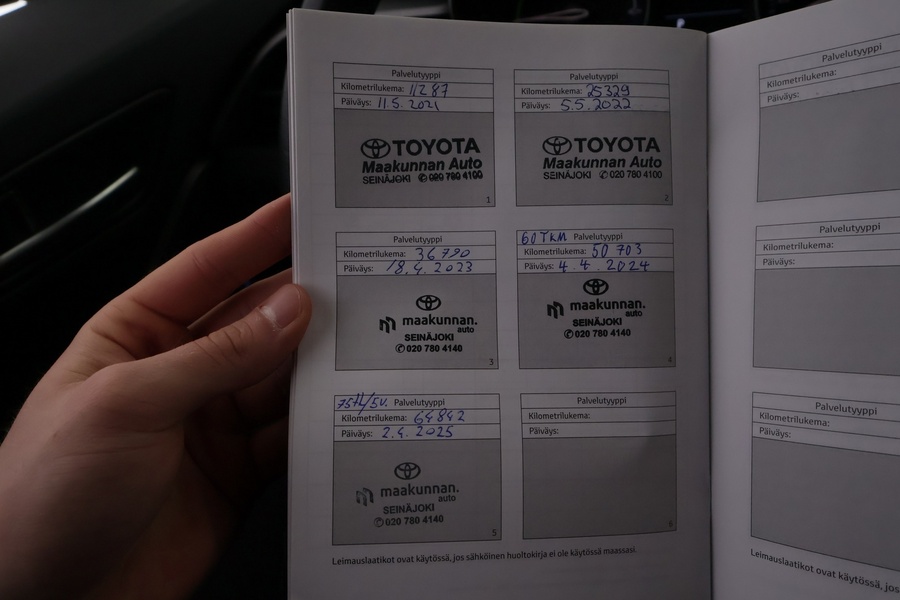 Palvelutyyppi
Kilometrilukema: 11287
Päiväys: 11.5. 2021
TOYOTA
Maakunnan Auto
SEINÄJOKI ✆ 020 780 4100
1
Palvelutyyppi
Kilometrilukema: 25329
Päiväys: 5.5.2022
TOYOTA
Maakunnan Auto
SEINÄJOKI ✆ 020 780 4100
2
Palvelutyyppi
Kilometrilukema: 36790
Päiväys: 18.4.2023
maakunnan.
auto
SEINÄJOKI
✆ 020 780 4140
3
60TKM Palvelutyyppi
Kilometrilukema: 50 703
Päiväys: 4.4.2024
maakunnan.
auto
SEINÄJOKI
✆ 020 780 4140
4
Palvelutyyppi
Kilometrilukema: 64842
Päiväys: 2.4.2025
maakunnan.
auto
SEINÄJOKI
✆ 020 780 4140
5
Palvelutyyppi
Kilometrilukema:
Päiväys:
6
Leimauslaatikot ovat käytössä, jos sähköinen huoltokirja ei ole käytössä maassasi.
Palvelutyyppi
Kilometrilukema:
Päiväys:
Palvelutyyppi
Kilometrilukema:
Päiväys:
Palvelutyyppi
Kilometrilukema:
Päiväys:
Leimauslaatikot ovat käytössä, jos